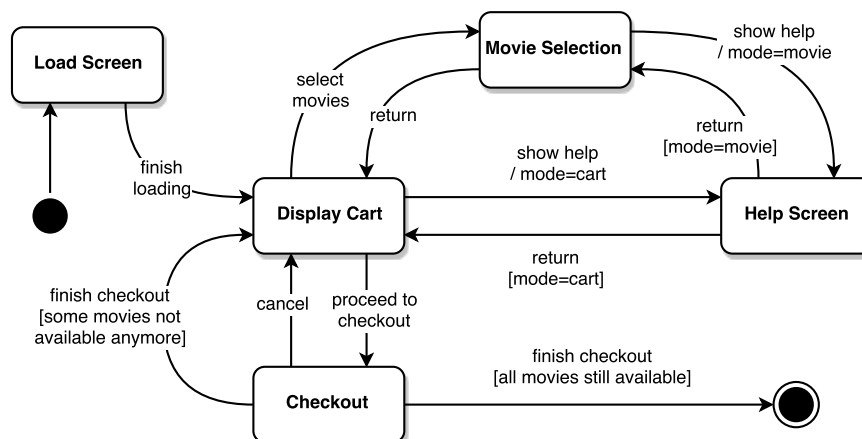 Load Screen
Movie Selection
show help
/ mode=movie
select
movies
return
return
[mode=movie]
finish
loading
show help
/ mode=cart
Display Cart
Help Screen
return
[mode=cart]
finish checkout
[some movies not
available anymore]
cancel
proceed to
checkout
finish checkout
[all movies still available]
Checkout